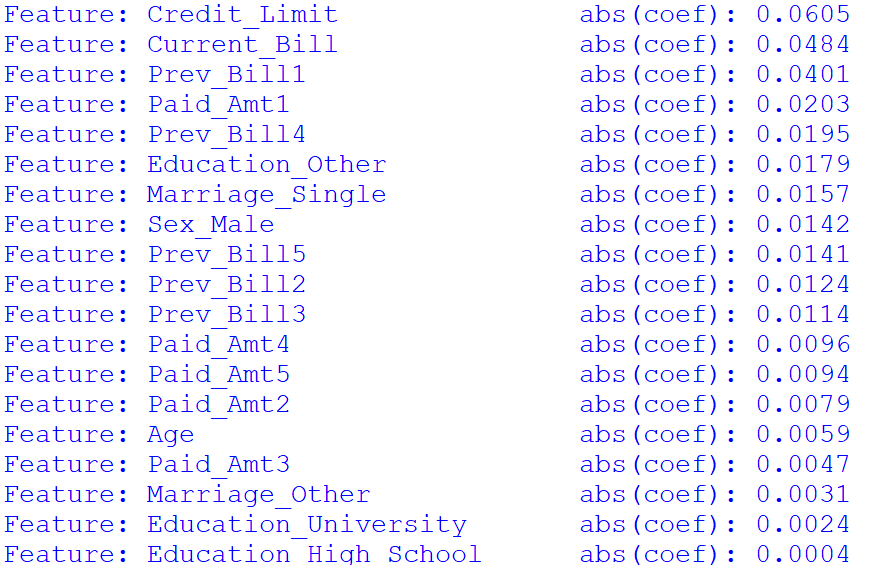 Feature: Credit_Limit abs(coef): 0.0605
Feature: Current_Bill abs(coef): 0.0484
Feature: Prev_Bill1 abs(coef): 0.0401
Feature: Paid_Amt1 abs(coef): 0.0203
Feature: Prev_Bill4 abs(coef): 0.0195
Feature: Education_Other abs(coef): 0.0179
Feature: Marriage_Single abs(coef): 0.0157
Feature: Sex_Male abs(coef): 0.0142
Feature: Prev_Bill5 abs(coef): 0.0141
Feature: Prev_Bill2 abs(coef): 0.0124
Feature: Prev_Bill3 abs(coef): 0.0114
Feature: Paid_Amt4 abs(coef): 0.0096
Feature: Paid_Amt5 abs(coef): 0.0094
Feature: Paid_Amt2 abs(coef): 0.0079
Feature: Age abs(coef): 0.0059
Feature: Paid_Amt3 abs(coef): 0.0047
Feature: Marriage_Other abs(coef): 0.0031
Feature: Education_University abs(coef): 0.0024
Feature: Education High School abs(coef): 0.0004